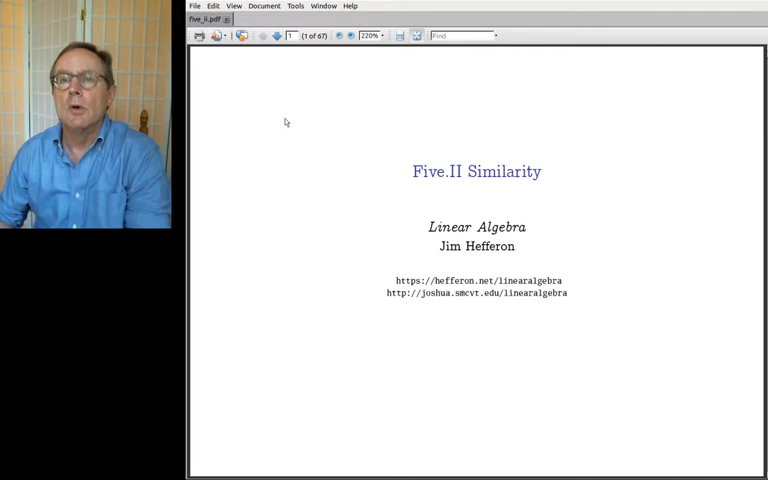 File Edit View Document Tools Window Help
five_ii.pdf
1 (1 of 67) 220% Find
Five.II Similarity
Linear Algebra
Jim Hefferon
https://hefferon.net/linearalgebra
http://joshua.smcvt.edu/linearalgebra